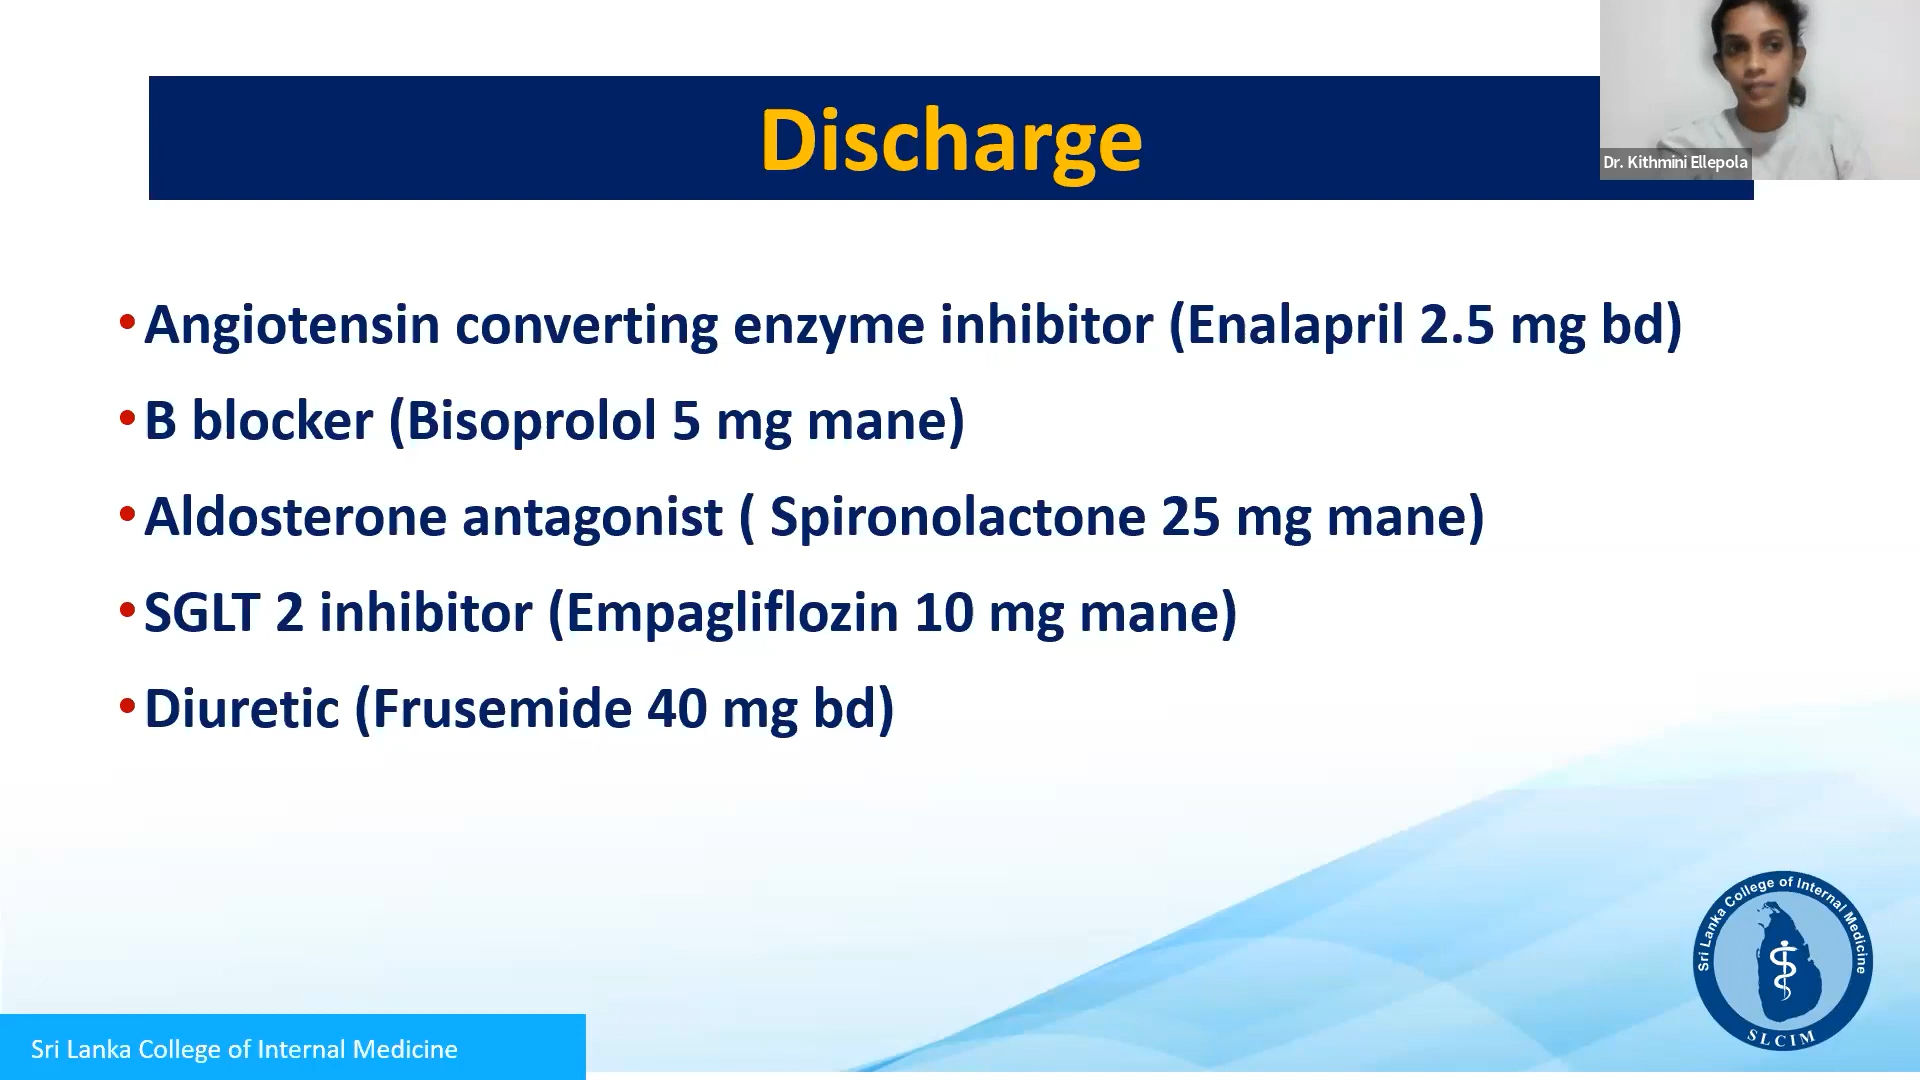 Discharge
Dr. Kithmini Ellepola
•Angiotensin converting enzyme inhibitor (Enalapril 2.5 mg bd)
•B blocker (Bisoprolol 5 mg mane)
•Aldosterone antagonist ( Spironolactone 25 mg mane)
•SGLT 2 inhibitor (Empagliflozin 10 mg mane)
•Diuretic (Frusemide 40 mg bd)
Sri Lanka College of Internal Medicine
SLCIM
Sri Lanka College of Internal Medicine